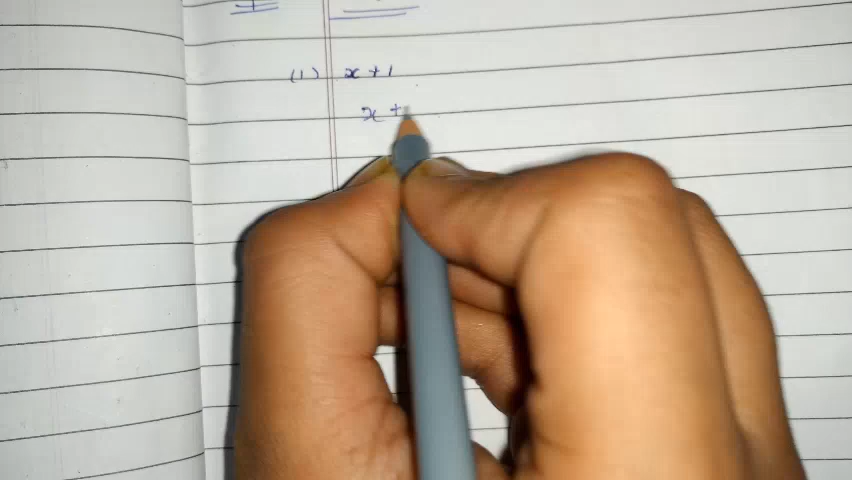 (1) x + 1
x +